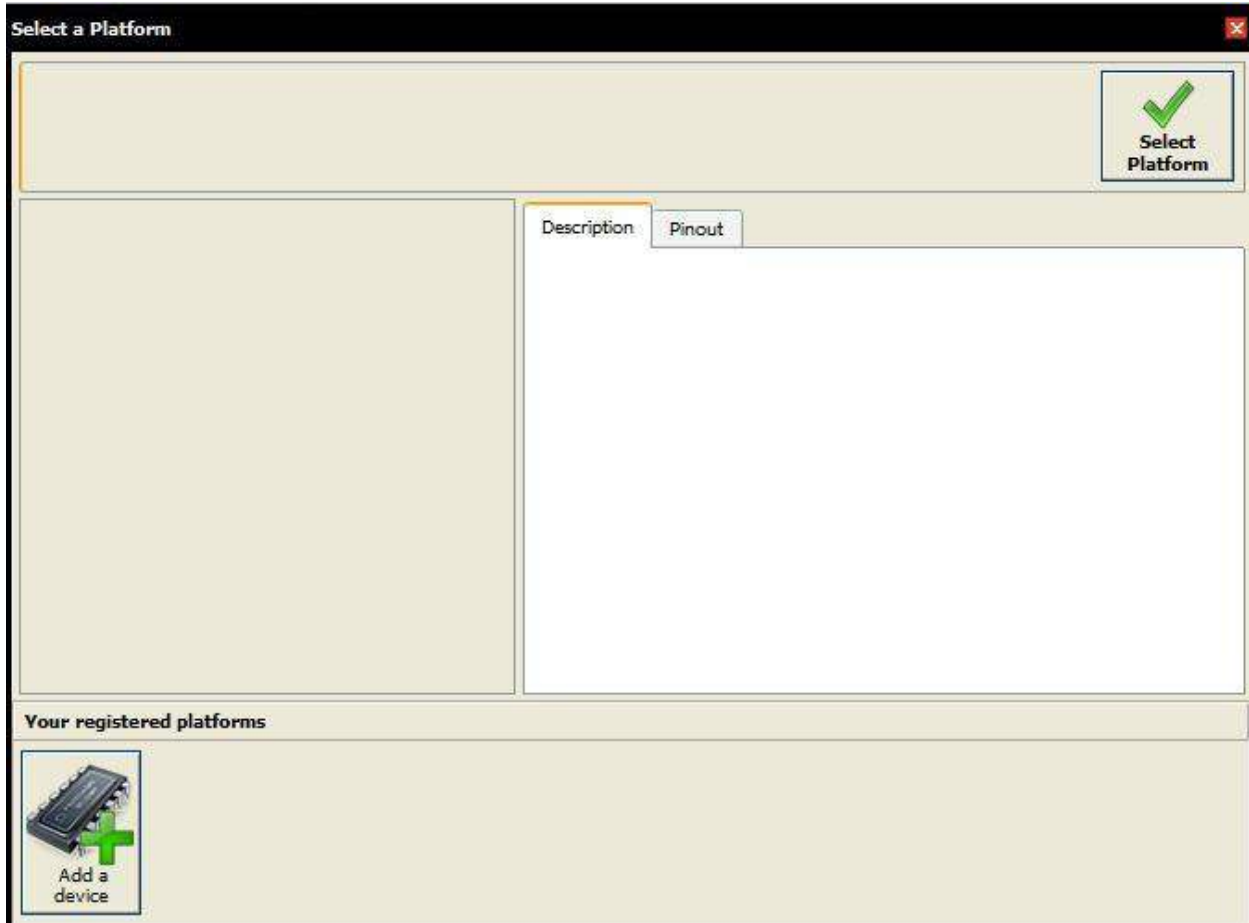 Select a Platform
Select
Platform
Description
Pinout
Your registered platforms
Add a
device